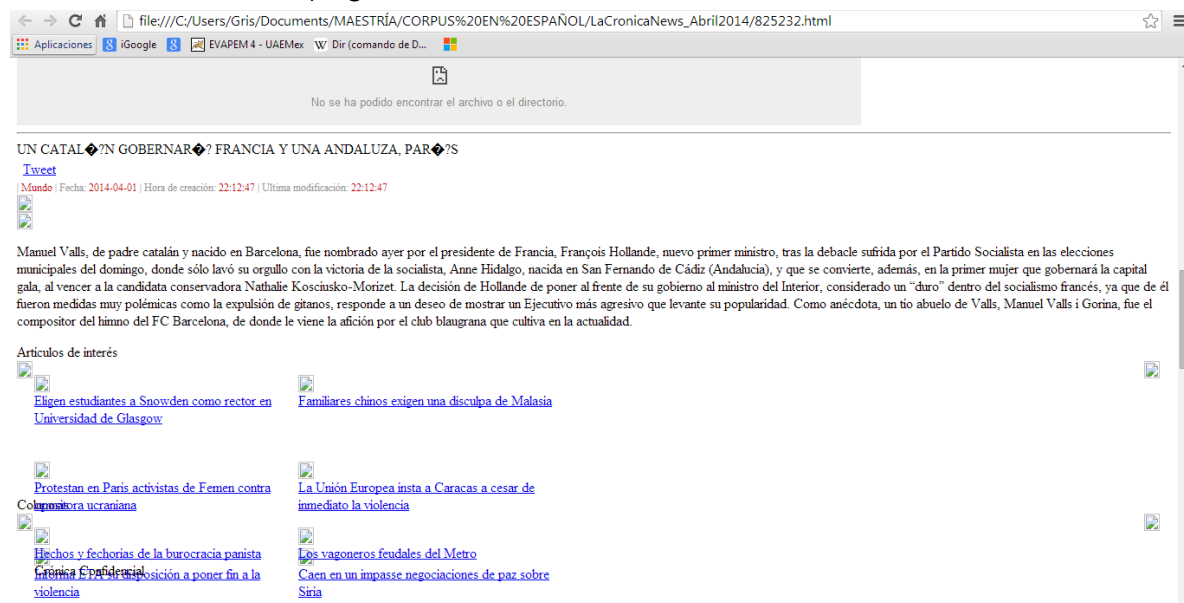 file:///C:/Users/Gris/Documents/MAESTRÍA/CORPUS%20EN%20ESPAÑOL/LaCronicaNews_Abril2014/825232.html
Aplicaciones iGoogle EVAPEM 4 - UAEMex Dir (comando de D...
No se ha podido encontrar el archivo o el directorio.
UN CATAL�?N GOBERNAR�? FRANCIA Y UNA ANDALUZA, PAR�?S
Tweet
| Mundo | Fecha: 2014-04-01 | Hora de creación: 22:12:47 | Ultima modificación: 22:12:47
Manuel Valls, de padre catalán y nacido en Barcelona, fue nombrado ayer por el presidente de Francia, François Hollande, nuevo primer ministro, tras la debacle sufrida por el Partido Socialista en las elecciones
municipales del domingo, donde sólo lavó su orgullo con la victoria de la socialista, Anne Hidalgo, nacida en San Fernando de Cádiz (Andalucía), y que se convierte, además, en la primer mujer que gobernará la capital
gala, al vencer a la candidata conservadora Nathalie Kosciusko-Morizet. La decisión de Hollande de poner al frente de su gobierno al ministro del Interior, considerado un “duro” dentro del socialismo francés, ya que de él
fueron medidas muy polémicas como la expulsión de gitanos, responde a un deseo de mostrar un Ejecutivo más agresivo que levante su popularidad. Como anécdota, un tío abuelo de Valls, Manuel Valls i Gorina, fue el
compositor del himno del FC Barcelona, de donde le viene la afición por el club blaugrana que cultiva en la actualidad.
Artículos de interés
Eligen estudiantes a Snowden como rector en
Universidad de Glasgow
Familiares chinos exigen una disculpa de Malasia
Protestan en Paris activistas de Femen contra
opositora ucraniana
La Unión Europea insta a Caracas a cesar de
inmediato la violencia
Columnas
Hechos y fechorías de la burocracia panista
Los vagoneros feudales del Metro
Crónica Confidencial
Informa ETA su disposición a poner fin a la
violencia
Caen en un impasse negociaciones de paz sobre
Siria